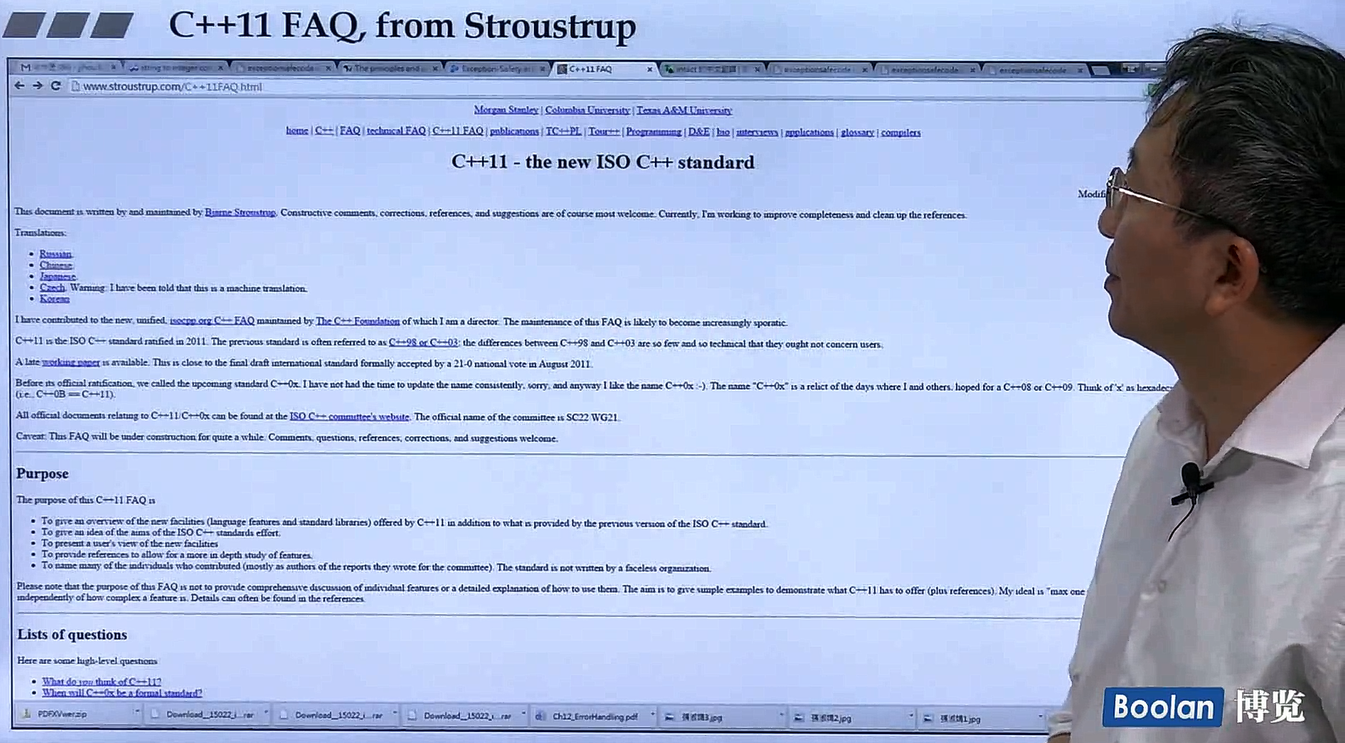 C++11 FAQ, from Stroustrup
C++11 FAQ
www.stroustrup.com/C++11FAQ.html
Morgan Stanley | Columbia University | Texas A&M University
home | C++ | FAQ | technical FAQ | C++11 FAQ | publications | TC++PL | Tour++ | Programming | D&E | bio | interviews | applications | glossary | compilers
C++11 - the new ISO C++ standard
Modifi
This document is written by and maintained by Bjarne Stroustrup. Constructive comments, corrections, references, and suggestions are of course most welcome. Currently, I'm working to improve completeness and clean up the references.
Translations:
• Russian.
• Chinese.
• Japanese.
• Czech. Warning: I have been told that this is a machine translation.
• Korean
I have contributed to the new, unified, isocpp.org C++ FAQ maintained by The C++ Foundation of which I am a director. The maintenance of this FAQ is likely to become increasingly sporatic.
C++11 is the ISO C++ standard ratified in 2011. The previous standard is often referred to as C++98 or C++03; the differences between C++98 and C++03 are so few and so technical that they ought not concern users.
A late working paper is available. This is close to the final draft international standard formally accepted by a 21-0 national vote in August 2011.
Before its official ratification, we called the upcoming standard C++0x. I have not had the time to update the name consistently, sorry, and anyway I like the name C++0x :-). The name "C++0x" is a relict of the days where I and others, hoped for a C++08 or C++09. Think of 'x' as hexadec
(i.e., C++0B == C++11).
All official documents relating to C++11/C++0x can be found at the ISO C++ committee's website. The official name of the committee is SC22 WG21.
Caveat: This FAQ will be under construction for quite a while. Comments, questions, references, corrections, and suggestions welcome.
Purpose
The purpose of this C++11 FAQ is
• To give an overview of the new facilities (language features and standard libraries) offered by C++11 in addition to what is provided by the previous version of the ISO C++ standard.
• To give an idea of the aims of the ISO C++ standards effort.
• To present a user's view of the new facilities
• To provide references to allow for a more in depth study of features.
• To name many of the individuals who contributed (mostly as authors of the reports they wrote for the committee). The standard is not written by a faceless organization.
Please note that the purpose of this FAQ is not to provide comprehensive discussion of individual features or a detailed explanation of how to use them. The aim is to give simple examples to demonstrate what C++11 has to offer (plus references). My ideal is "max one
independently of how complex a feature is. Details can often be found in the references.
Lists of questions
Here are some high-level questions
• What do you think of C++11?
• When will C++0x be a formal standard?
PDFXVwer.zip Download_15022_i...rar Download_15022_i...rar Download_15022_i...rar Ch12_ErrorHandling.pdf 3.jpg 2.jpg 1.jpg
Boolan 博览